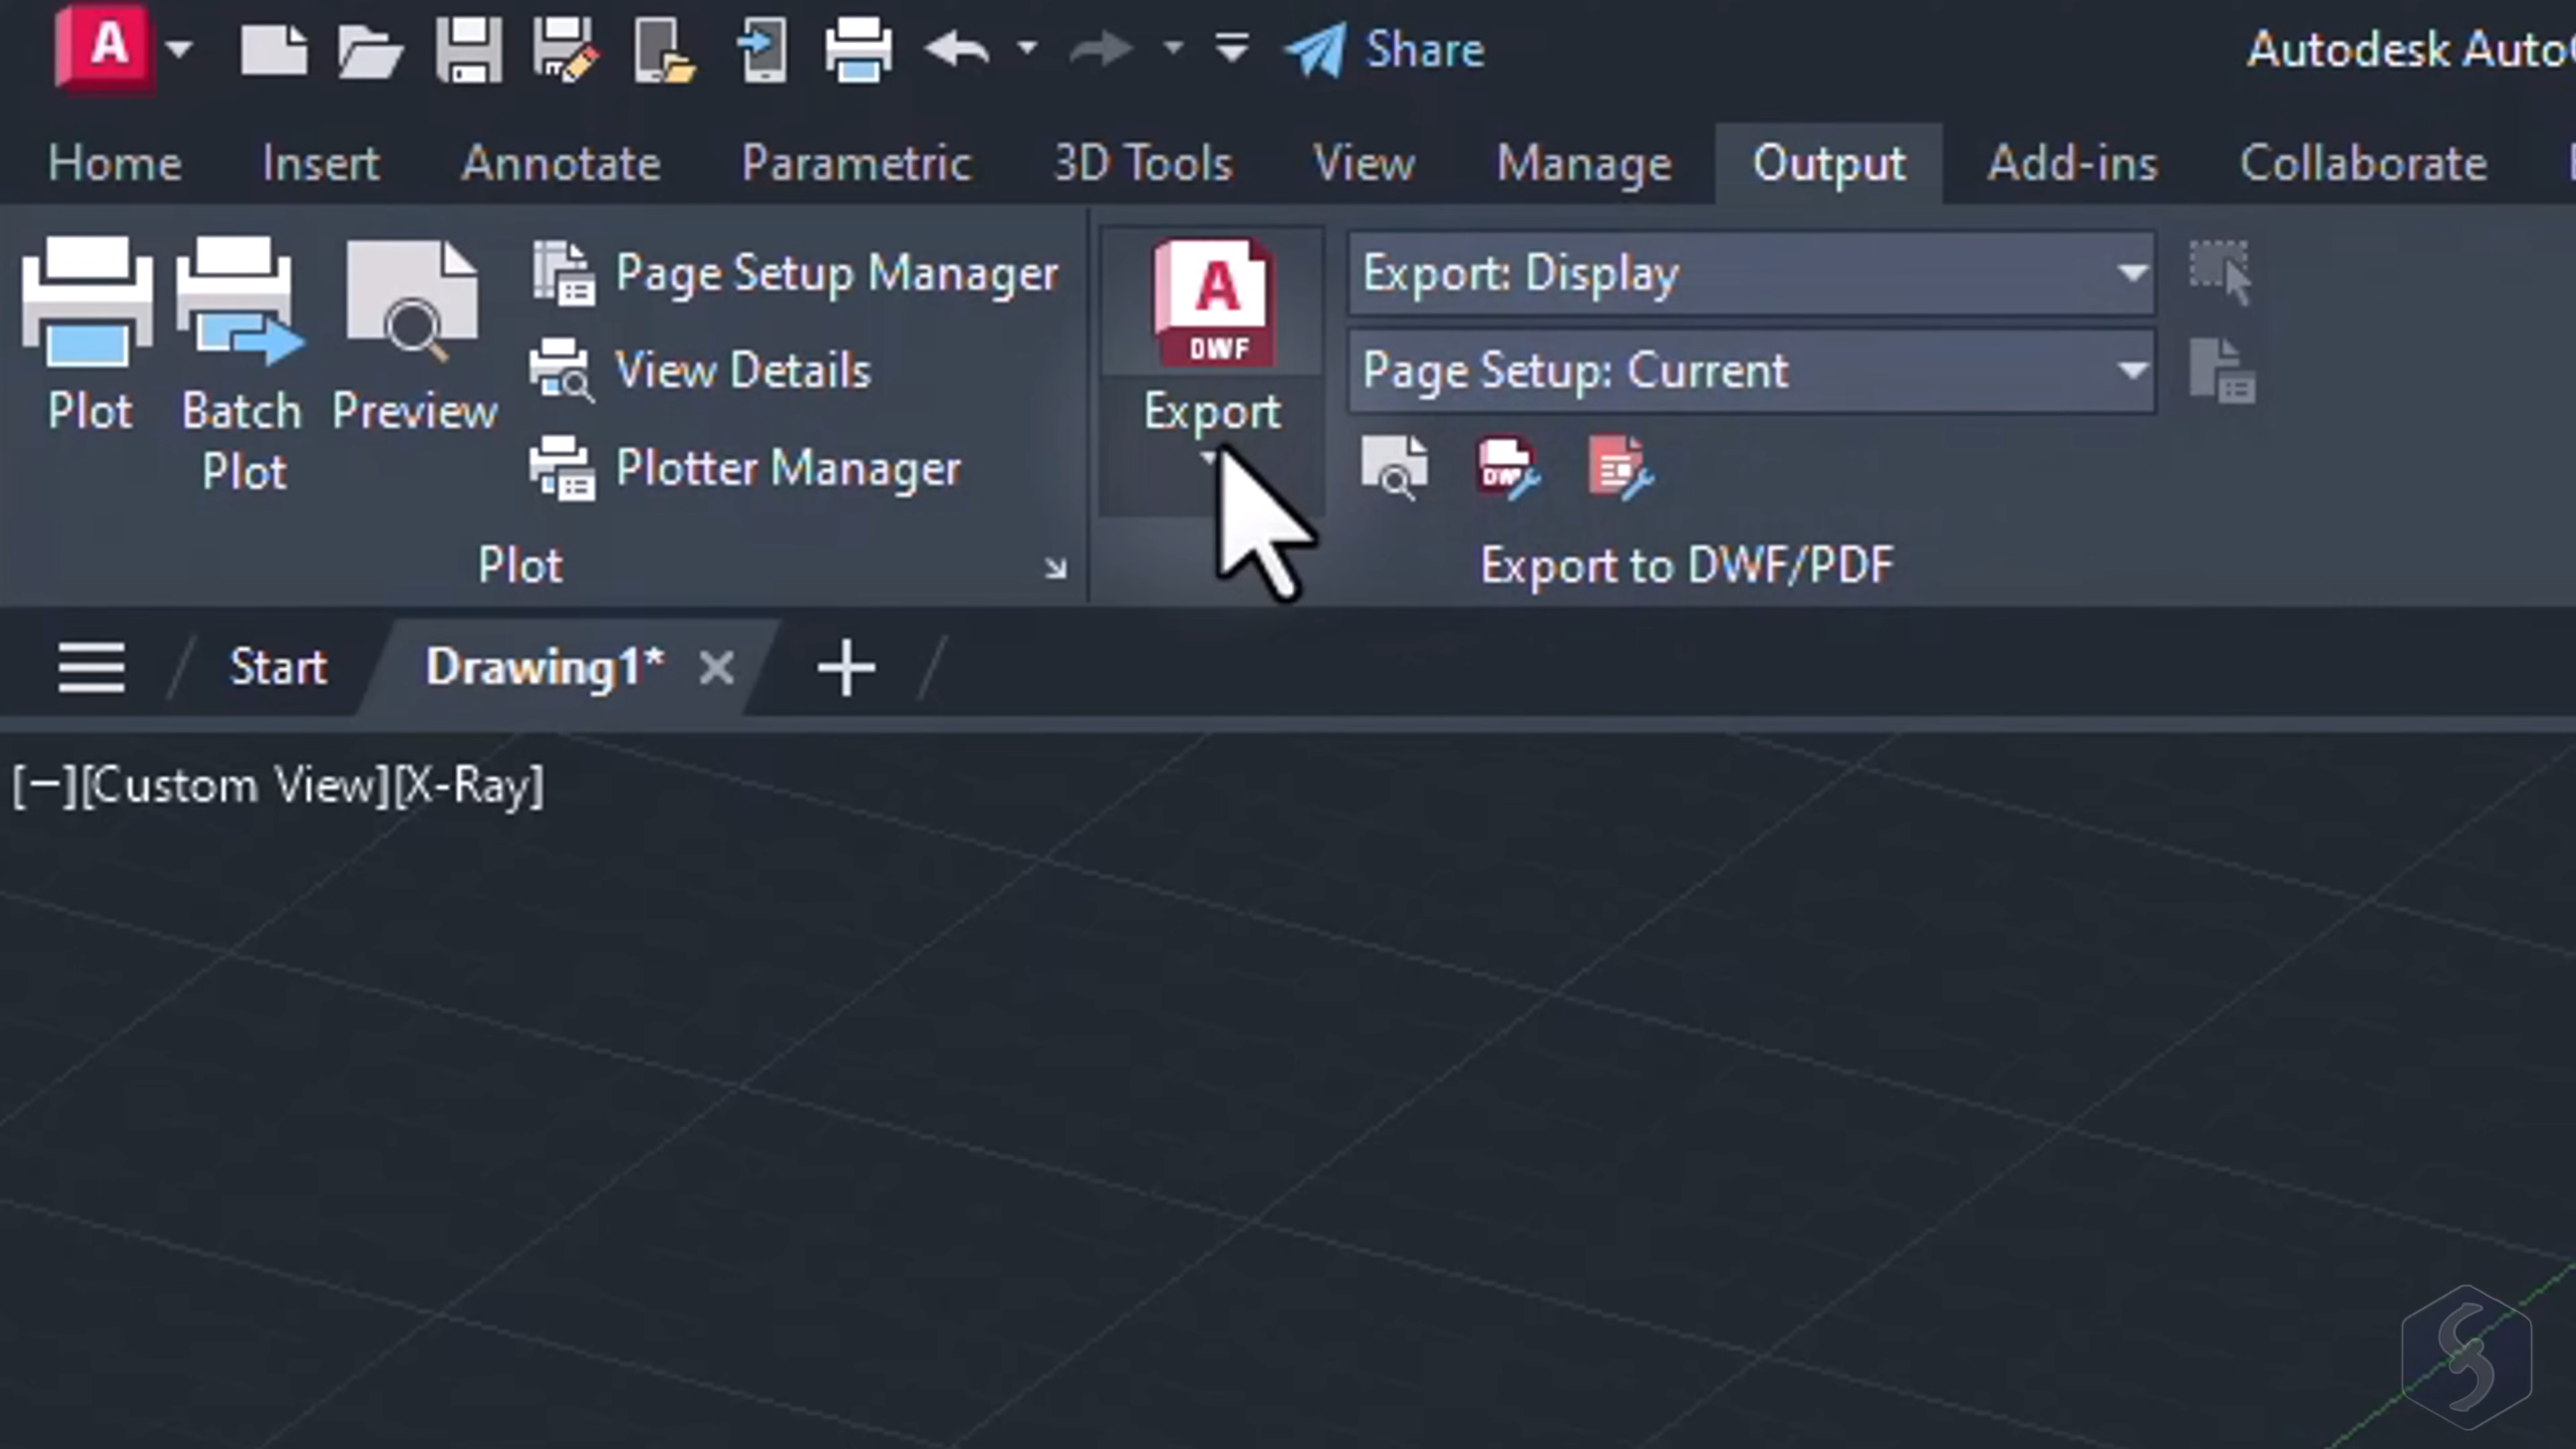 A
Share
Autodesk Auto
Home Insert Annotate Parametric 3D Tools View Manage Output Add-ins Collaborate
Plot
Batch
Plot
Preview
Page Setup Manager
View Details
Plotter Manager
Plot
A
DWF
Export
Export: Display
Page Setup: Current
DWF
Export to DWF/PDF
Start
Drawing1*
[−][Custom View][X-Ray]